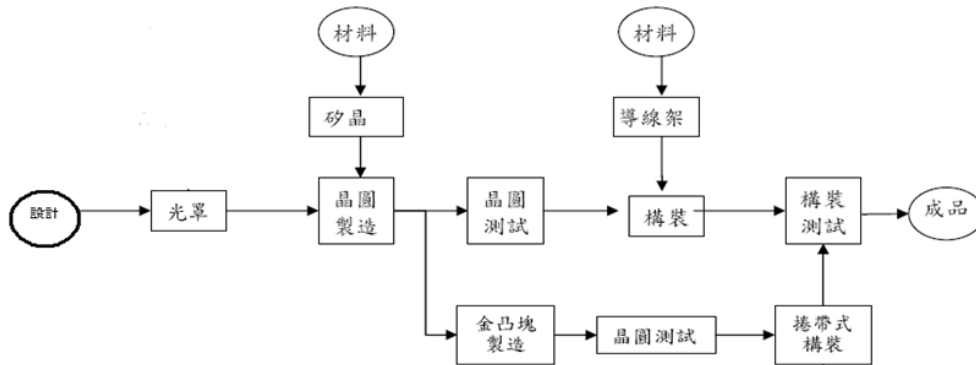 材料
材料
矽晶
導線架
設計
光罩
晶圓
製造
晶圓
測試
構裝
構裝
測試
成品
金凸塊
製造
晶圓測試
捲帶式
構裝